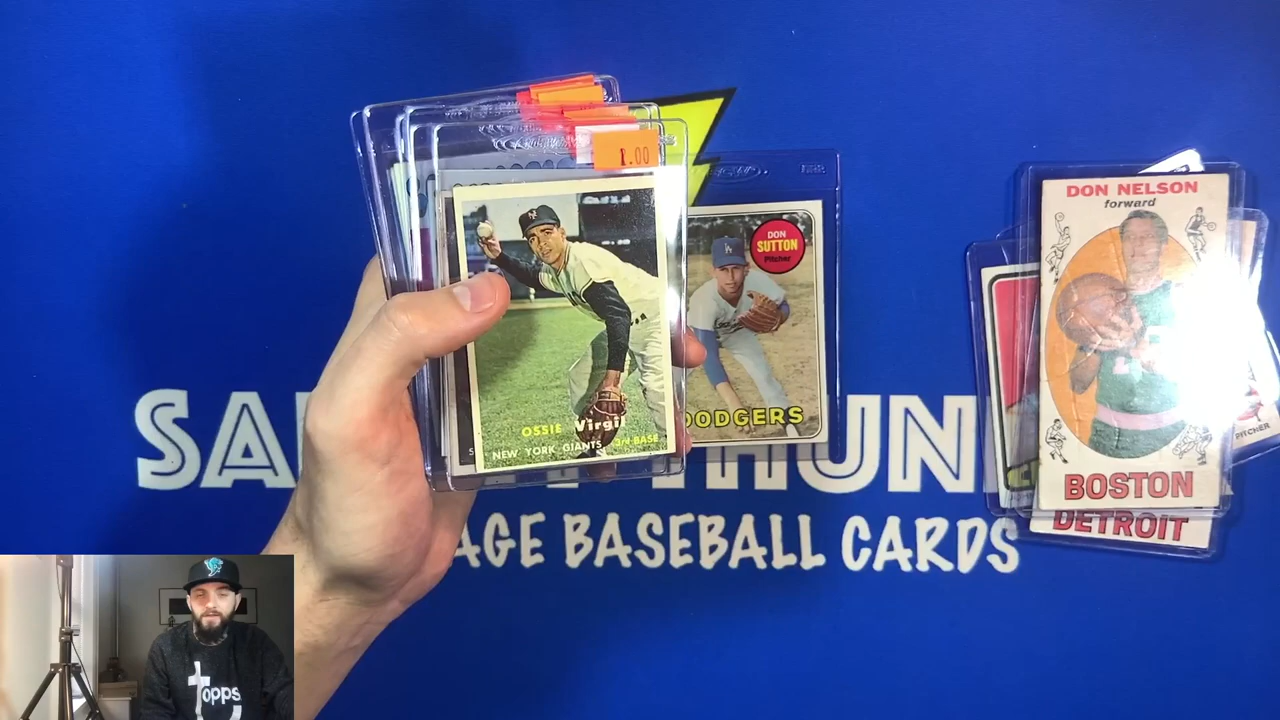 1.00
OSSIE Virgil
NEW YORK GIANTS 3rd BASE
DON
SUTTON
Pitcher
DODGERS
DON NELSON
forward
BOSTON
DETROIT
PITCHER
SA
HUN
AGE BASEBALL CARDS
Topps